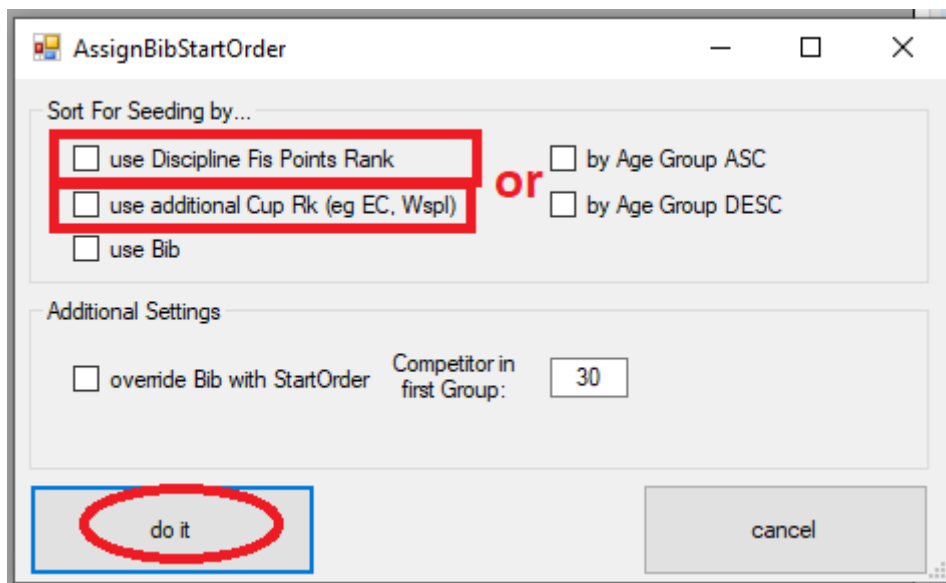 AssignBibStartOrder
Sort For Seeding by...
use Discipline Fis Points Rank
use additional Cup Rk (eg EC, Wspl)
use Bib
or
by Age Group ASC
by Age Group DESC
Additional Settings
override Bib with StartOrder
Competitor in
first Group:
30
do it
cancel